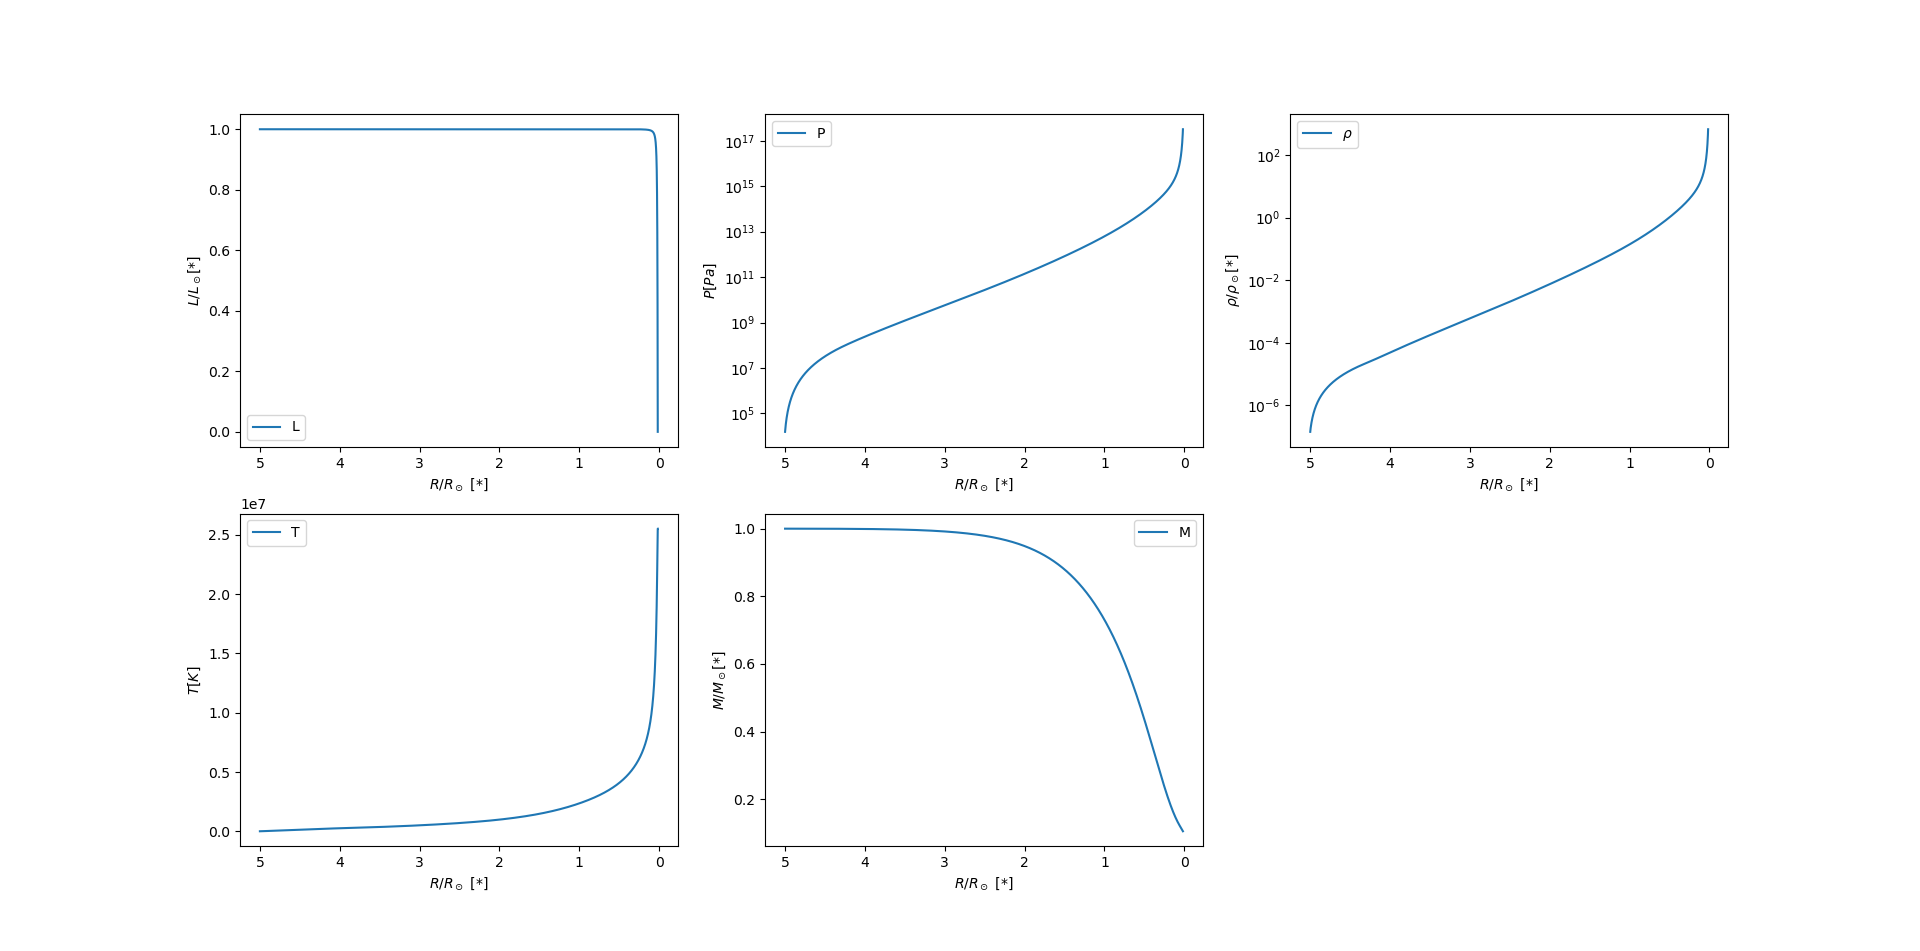 L/L⊙[*]
1.0
0.8
0.6
0.4
0.2
0.0
L
5 4 3 2 1 0
R/R⊙ [*]
P[Pa]
10¹⁷
10¹⁵
10¹³
10¹¹
10⁹
10⁷
10⁵
P
5 4 3 2 1 0
R/R⊙ [*]
ρ/ρ⊙[*]
10²
10⁰
10⁻²
10⁻⁴
10⁻⁶
ρ
5 4 3 2 1 0
R/R⊙ [*]
1e7
T[K]
2.5
2.0
1.5
1.0
0.5
0.0
T
5 4 3 2 1 0
R/R⊙ [*]
M/M⊙[*]
1.0
0.8
0.6
0.4
0.2
M
5 4 3 2 1 0
R/R⊙ [*]